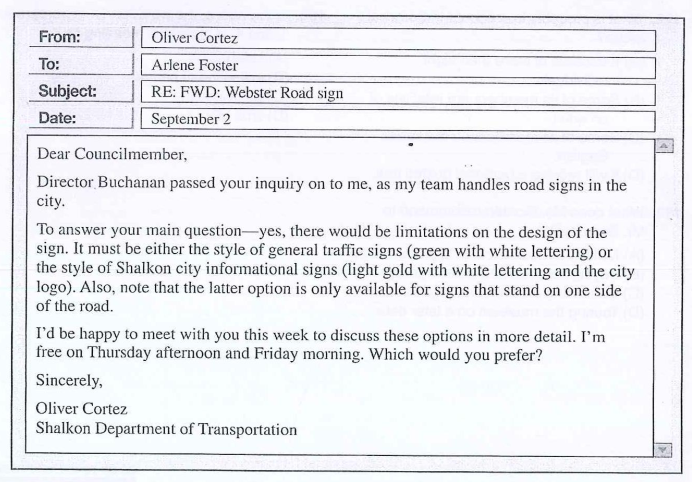 From: Oliver Cortez
To: Arlene Foster
Subject: RE: FWD: Webster Road sign
Date: September 2
Dear Councilmember,
Director Buchanan passed your inquiry on to me, as my team handles road signs in the
city.
To answer your main question—yes, there would be limitations on the design of the
sign. It must be either the style of general traffic signs (green with white lettering) or
the style of Shalkon city informational signs (light gold with white lettering and the city
logo). Also, note that the latter option is only available for signs that stand on one side
of the road.
I'd be happy to meet with you this week to discuss these options in more detail. I'm
free on Thursday afternoon and Friday morning. Which would you prefer?
Sincerely,
Oliver Cortez
Shalkon Department of Transportation